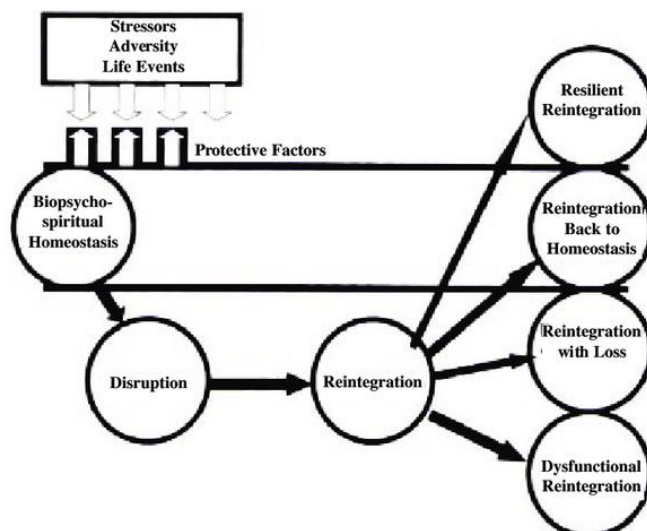 Stressors
Adversity
Life Events
Protective Factors
Biopsycho-
spiritual
Homeostasis
Disruption
Reintegration
Resilient
Reintegration
Reintegration
Back to
Homeostasis
Reintegration
with Loss
Dysfunctional
Reintegration